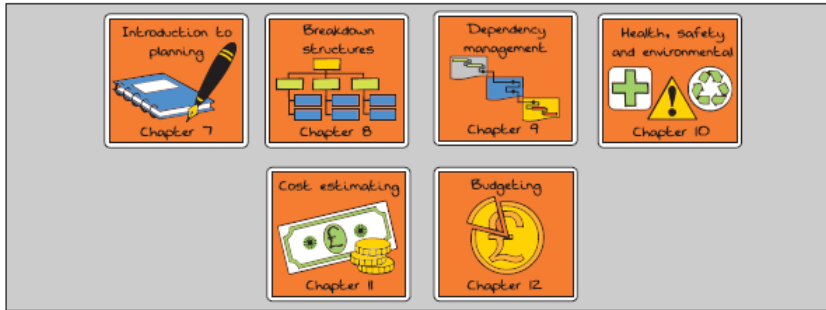 Introduction to
planning
Chapter 7
Breakdown
structures
Chapter 8
Dependency
management
Chapter 9
Health, safety
and environmental
Chapter 10
Cost estimating
£
Chapter 11
Budgeting
£
Chapter 12